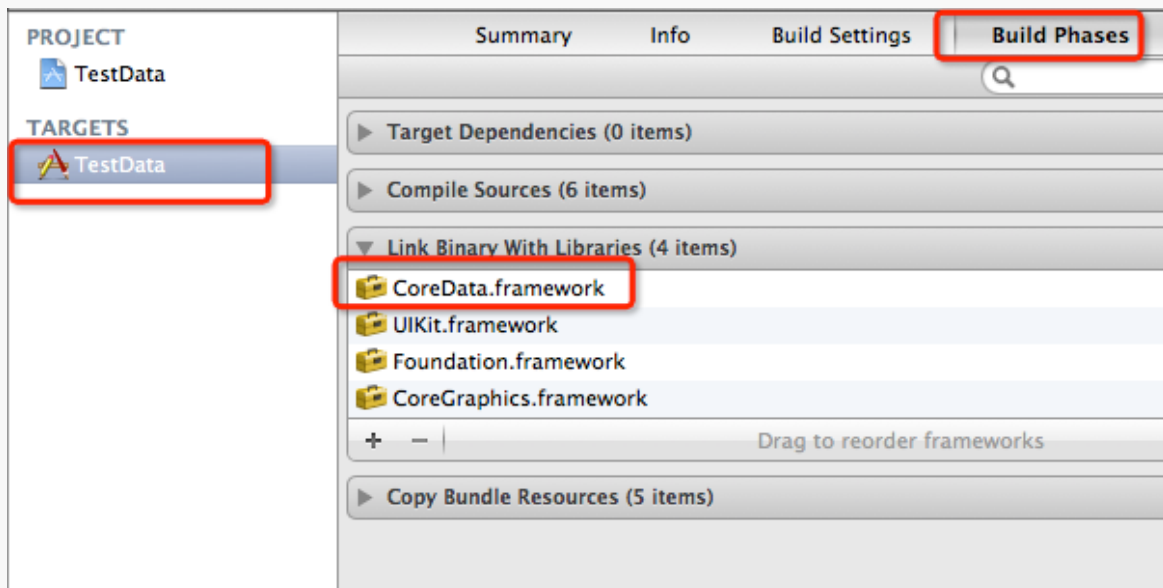 PROJECT
TestData
TARGETS
TestData
Summary Info Build Settings Build Phases
Target Dependencies (0 items)
Compile Sources (6 items)
Link Binary With Libraries (4 items)
CoreData.framework
UIKit.framework
Foundation.framework
CoreGraphics.framework
+ − Drag to reorder frameworks
Copy Bundle Resources (5 items)